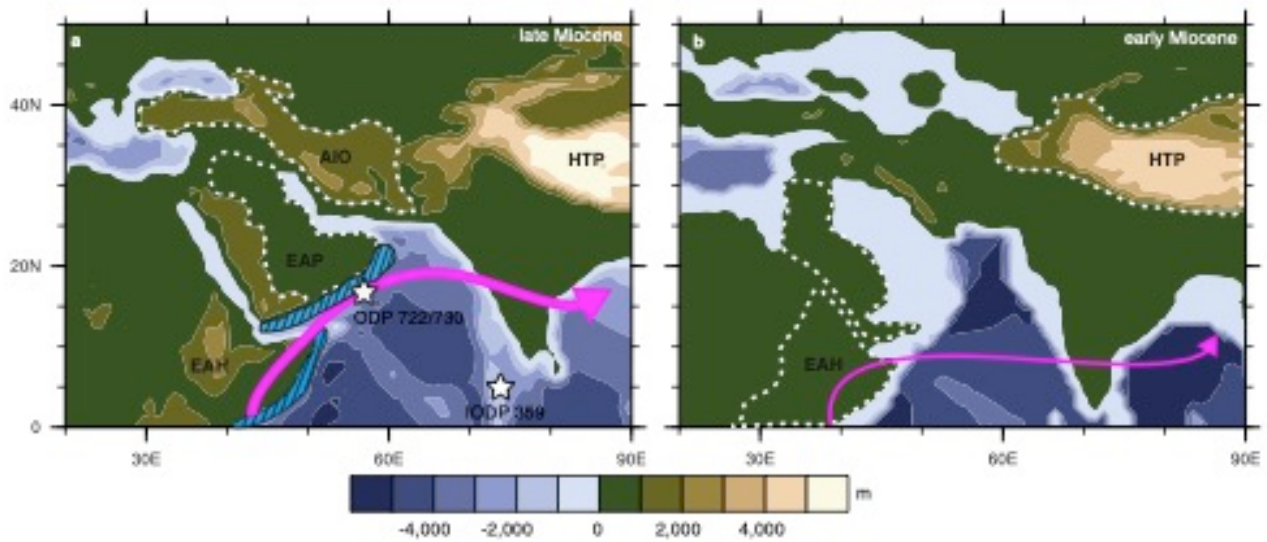 a
late Miocene
b
early Miocene
40N
20N
0
AIO
HTP
EAP
ODP 722/730
EAH
IODP 359
HTP
EAH
30E
60E
90E
30E
60E
90E
-4,000
-2,000
0
2,000
4,000
m